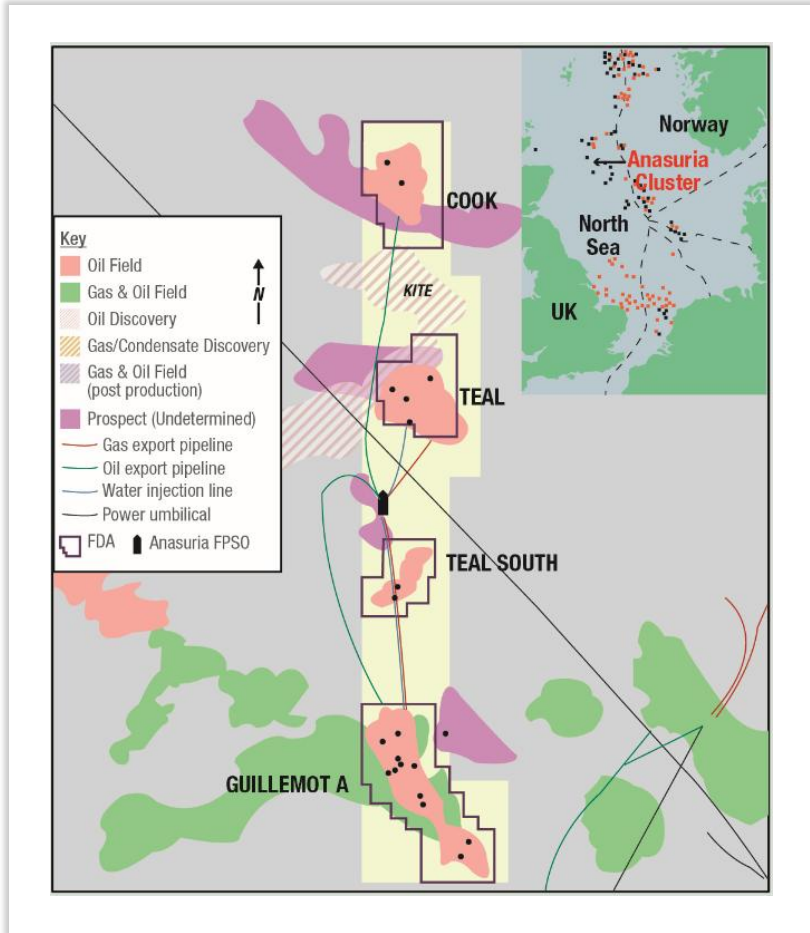 Norway
Anasuria
Cluster
North
Sea
UK
COOK
KITE
TEAL
TEAL SOUTH
GUILLEMOT A
Key
N
Oil Field
Gas & Oil Field
Oil Discovery
Gas/Condensate Discovery
Gas & Oil Field
(post production)
Prospect (Undetermined)
Gas export pipeline
Oil export pipeline
Water injection line
Power umbilical
FDA Anasuria FPSO